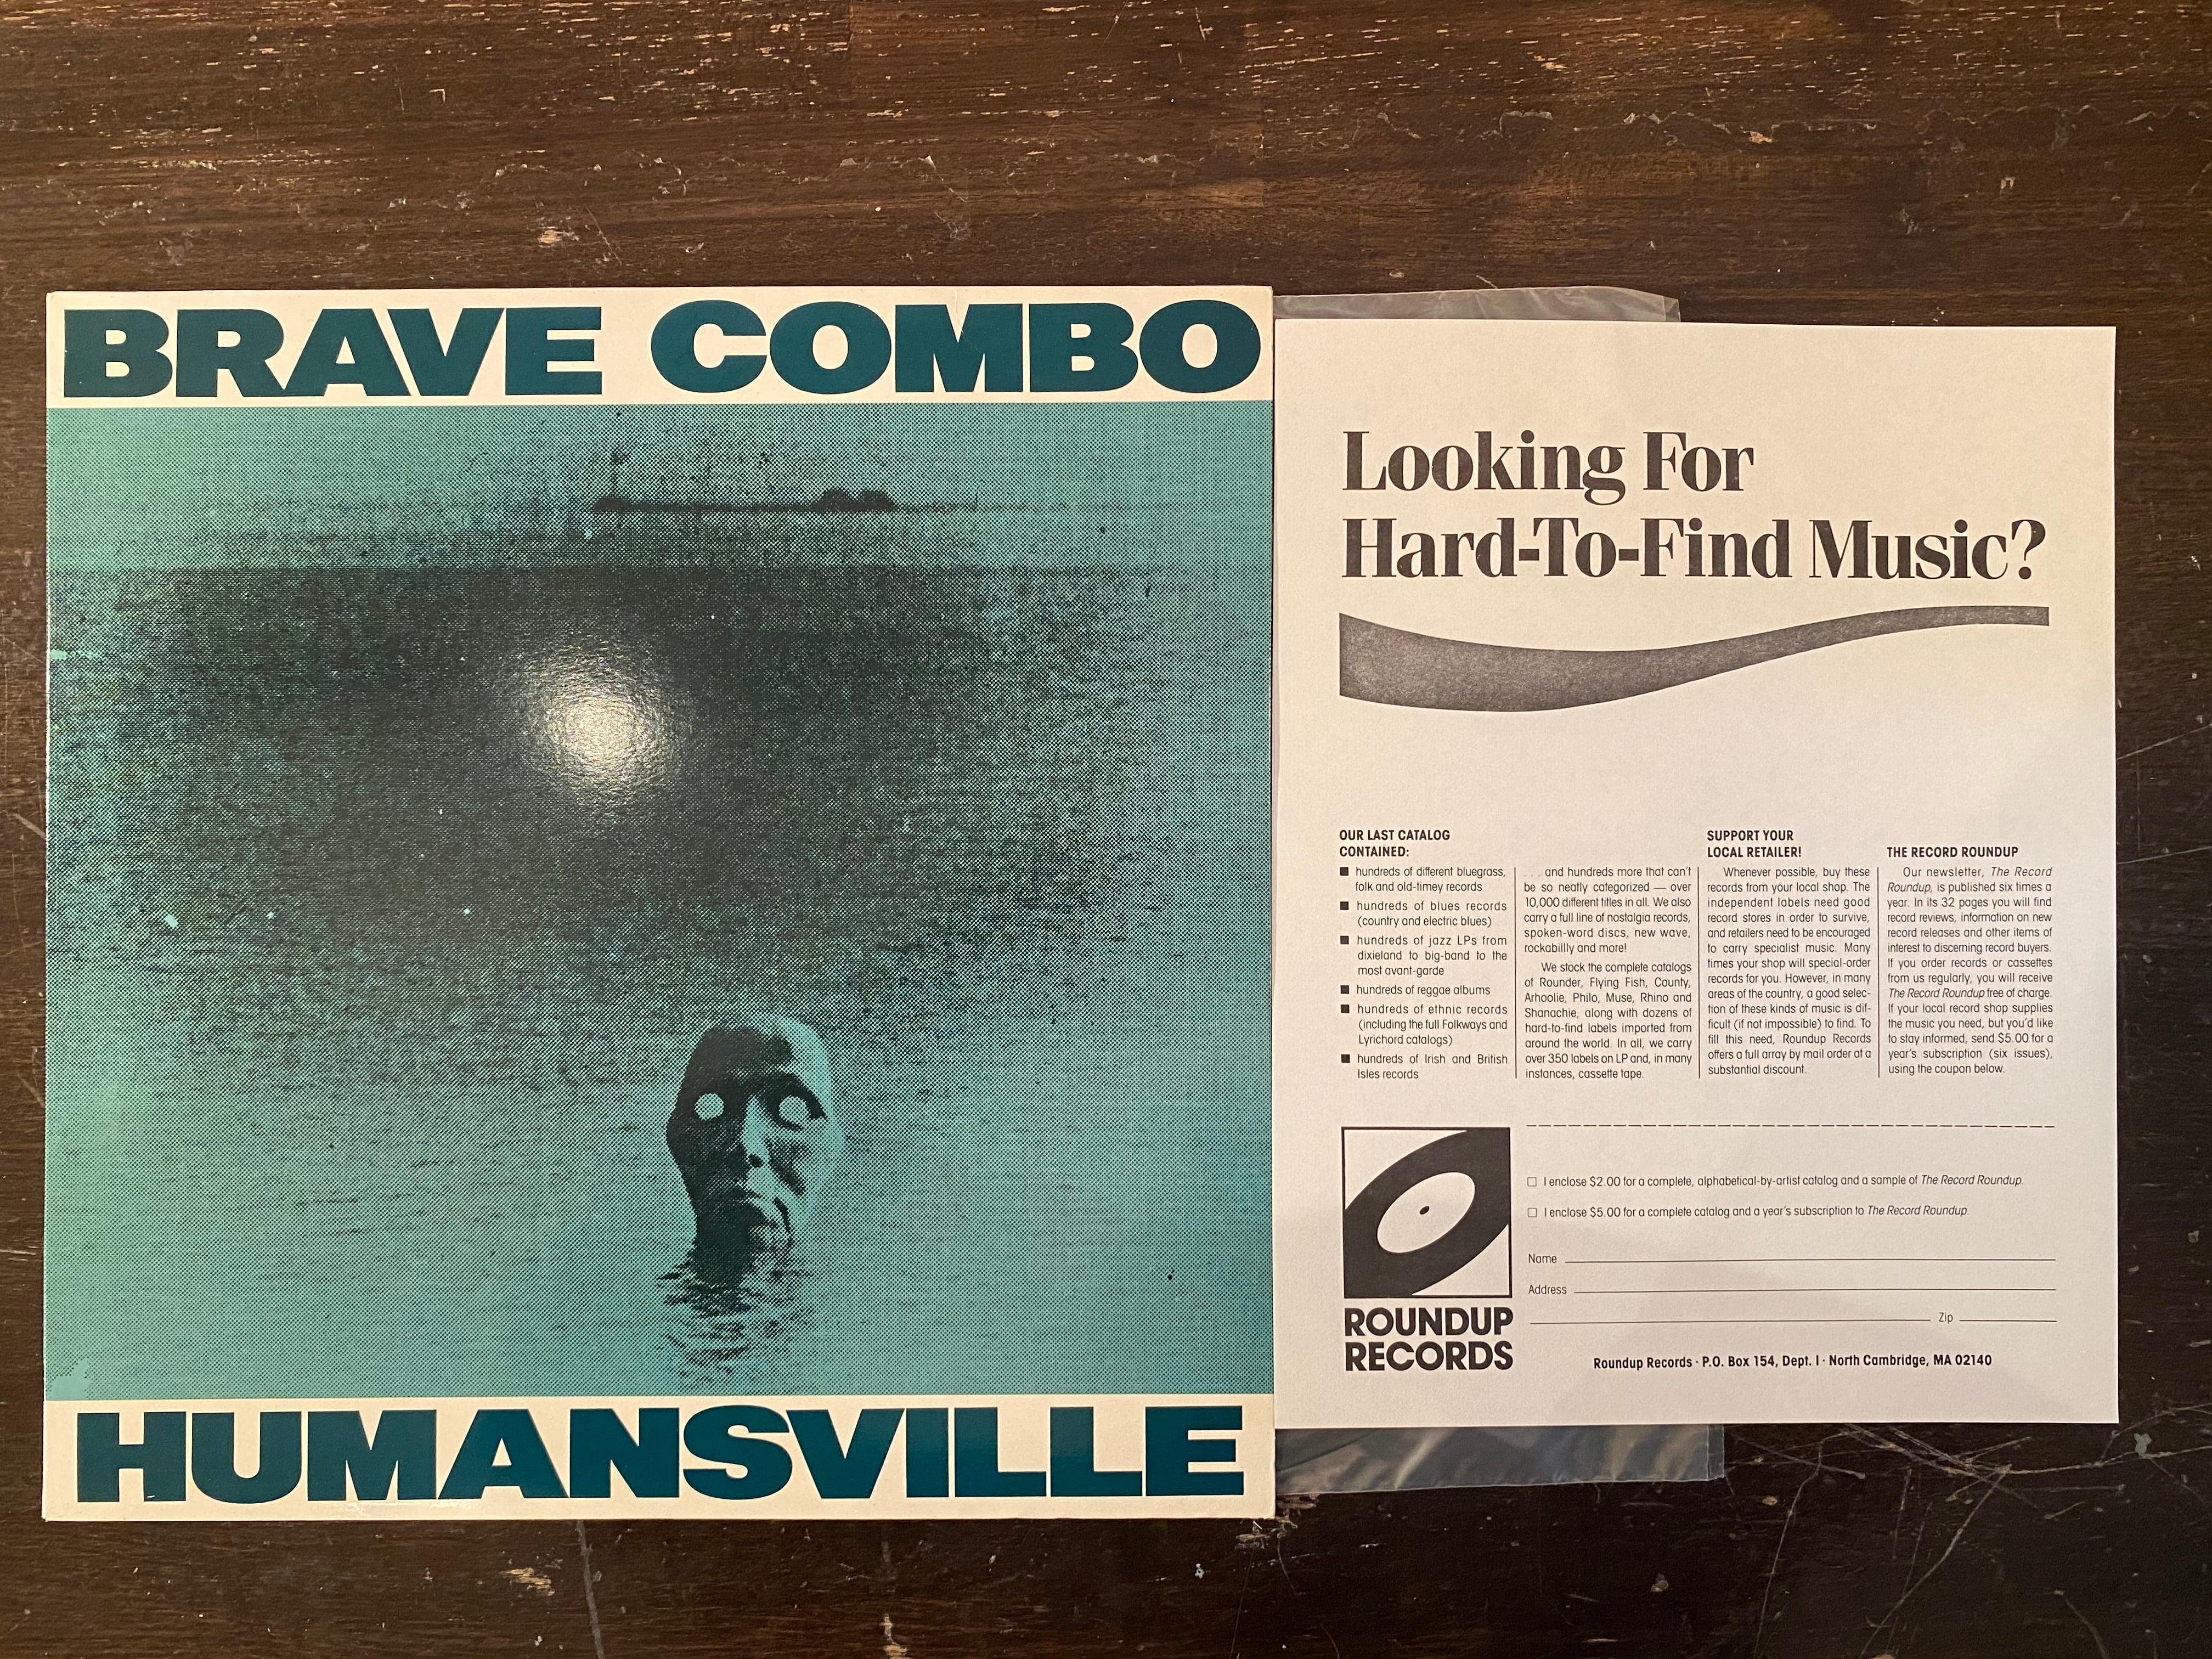 BRAVE COMBO
HUMANSVILLE
Looking For
Hard-To-Find Music?
OUR LAST CATALOG
CONTAINED:
■ hundreds of different bluegrass,
folk and old-timey records
■ hundreds of blues records
(country and electric blues)
■ hundreds of jazz LPs from
dixieland to big-band to the
most avant-garde
■ hundreds of reggae albums
■ hundreds of ethnic records
(including the full Folkways and
Lyrichord catalogs)
■ hundreds of Irish and British
Isles records
. . . and hundreds more that can't
be so neatly categorized — over
10,000 different titles in all. We also
carry a full line of nostalgia records,
spoken-word discs, new wave,
rockabilly and more!
We stock the complete catalogs
of Rounder, Flying Fish, County,
Arhoolie, Philo, Muse, Rhino and
Shanachie, along with dozens of
hard-to-find labels imported from
around the world. In all, we carry
over 350 labels on LP and, in many
instances, cassette tape.
SUPPORT YOUR
LOCAL RETAILER!
Whenever possible, buy these
records from your local shop. The
independent labels need good
record stores in order to survive,
and retailers need to be encouraged
to carry specialist music. Many
times your shop will special-order
records for you. However, in many
areas of the country, a good selec-
tion of these kinds of music is dif-
ficult (if not impossible) to find. To
fill this need, Roundup Records
offers a full array by mail order at a
substantial discount.
THE RECORD ROUNDUP
Our newsletter, The Record
Roundup, is published six times a
year. In its 32 pages you will find
record reviews, information on new
record releases and other items of
interest to discerning record buyers.
If you order records or cassettes
from us regularly, you will receive
The Record Roundup free of charge.
If your local record shop supplies
the music you need, but you'd like
to stay informed, send $5.00 for a
year's subscription (six issues),
using the coupon below.
□ I enclose $2.00 for a complete, alphabetical-by-artist catalog and a sample of The Record Roundup.
□ I enclose $5.00 for a complete catalog and a year's subscription to The Record Roundup.
Name
Address
Zip
ROUNDUP
RECORDS
Roundup Records · P.O. Box 154, Dept. I · North Cambridge, MA 02140